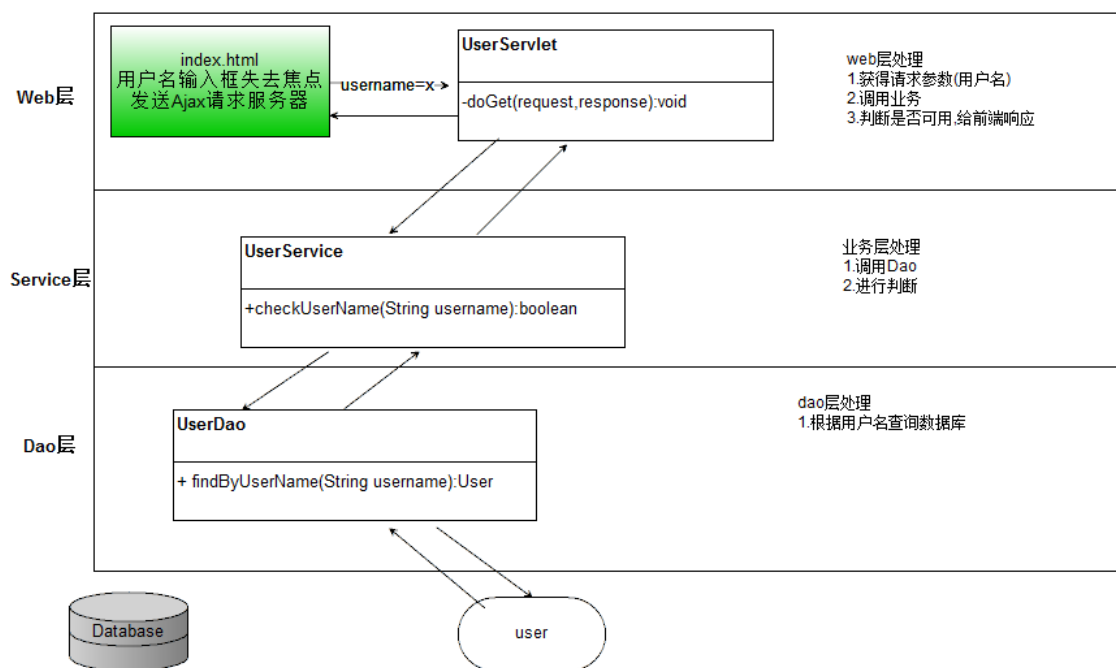 index.html
用户名输入框失去焦点
发送Ajax请求服务器
username=x
UserServlet
-doGet(request,response):void
web层处理
1.获得请求参数(用户名)
2.调用业务
3.判断是否可用,给前端响应
Web层
UserService
+checkUserName(String username):boolean
业务层处理
1.调用Dao
2.进行判断
Service层
UserDao
+ findByUserName(String username):User
dao层处理
1.根据用户名查询数据库
Dao层
Database
user